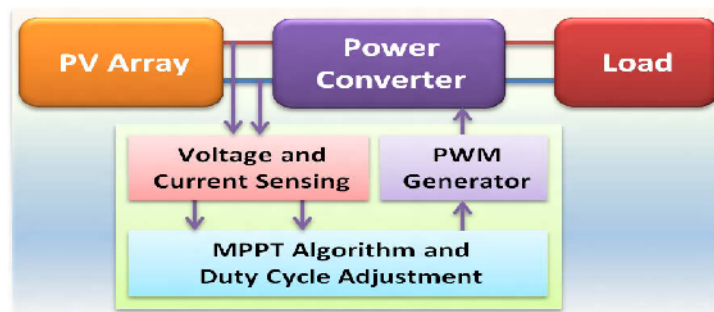 PV Array
Power
Converter
Load
Voltage and
Current Sensing
PWM
Generator
MPPT Algorithm and
Duty Cycle Adjustment